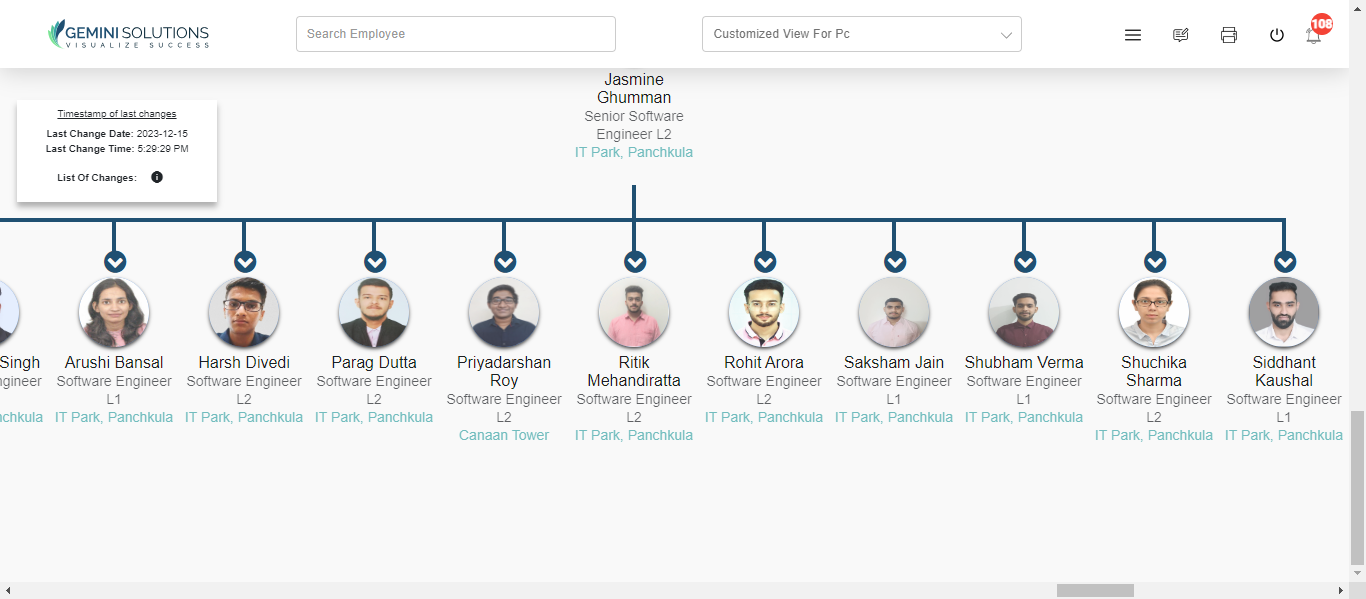 GEMINI SOLUTIONS
VISUALIZE SUCCESS
Search Employee
Customized View For Pc
108
Jasmine
Ghumman
Senior Software
Engineer L2
IT Park, Panchkula
Timestamp of last changes
Last Change Date: 2023-12-15
Last Change Time: 5:29:29 PM
List Of Changes:
Singh
ngineer
nchkula
Arushi Bansal
Software Engineer
L1
IT Park, Panchkula
Harsh Divedi
Software Engineer
L2
IT Park, Panchkula
Parag Dutta
Software Engineer
L2
IT Park, Panchkula
Priyadarshan
Roy
Software Engineer
L2
Canaan Tower
Ritik
Mehandiratta
Software Engineer
L2
IT Park, Panchkula
Rohit Arora
Software Engineer
L2
IT Park, Panchkula
Saksham Jain
Software Engineer
L1
IT Park, Panchkula
Shubham Verma
Software Engineer
L1
IT Park, Panchkula
Shuchika
Sharma
Software Engineer
L2
IT Park, Panchkula
Siddhant
Kaushal
Software Engineer
L1
IT Park, Panchkula